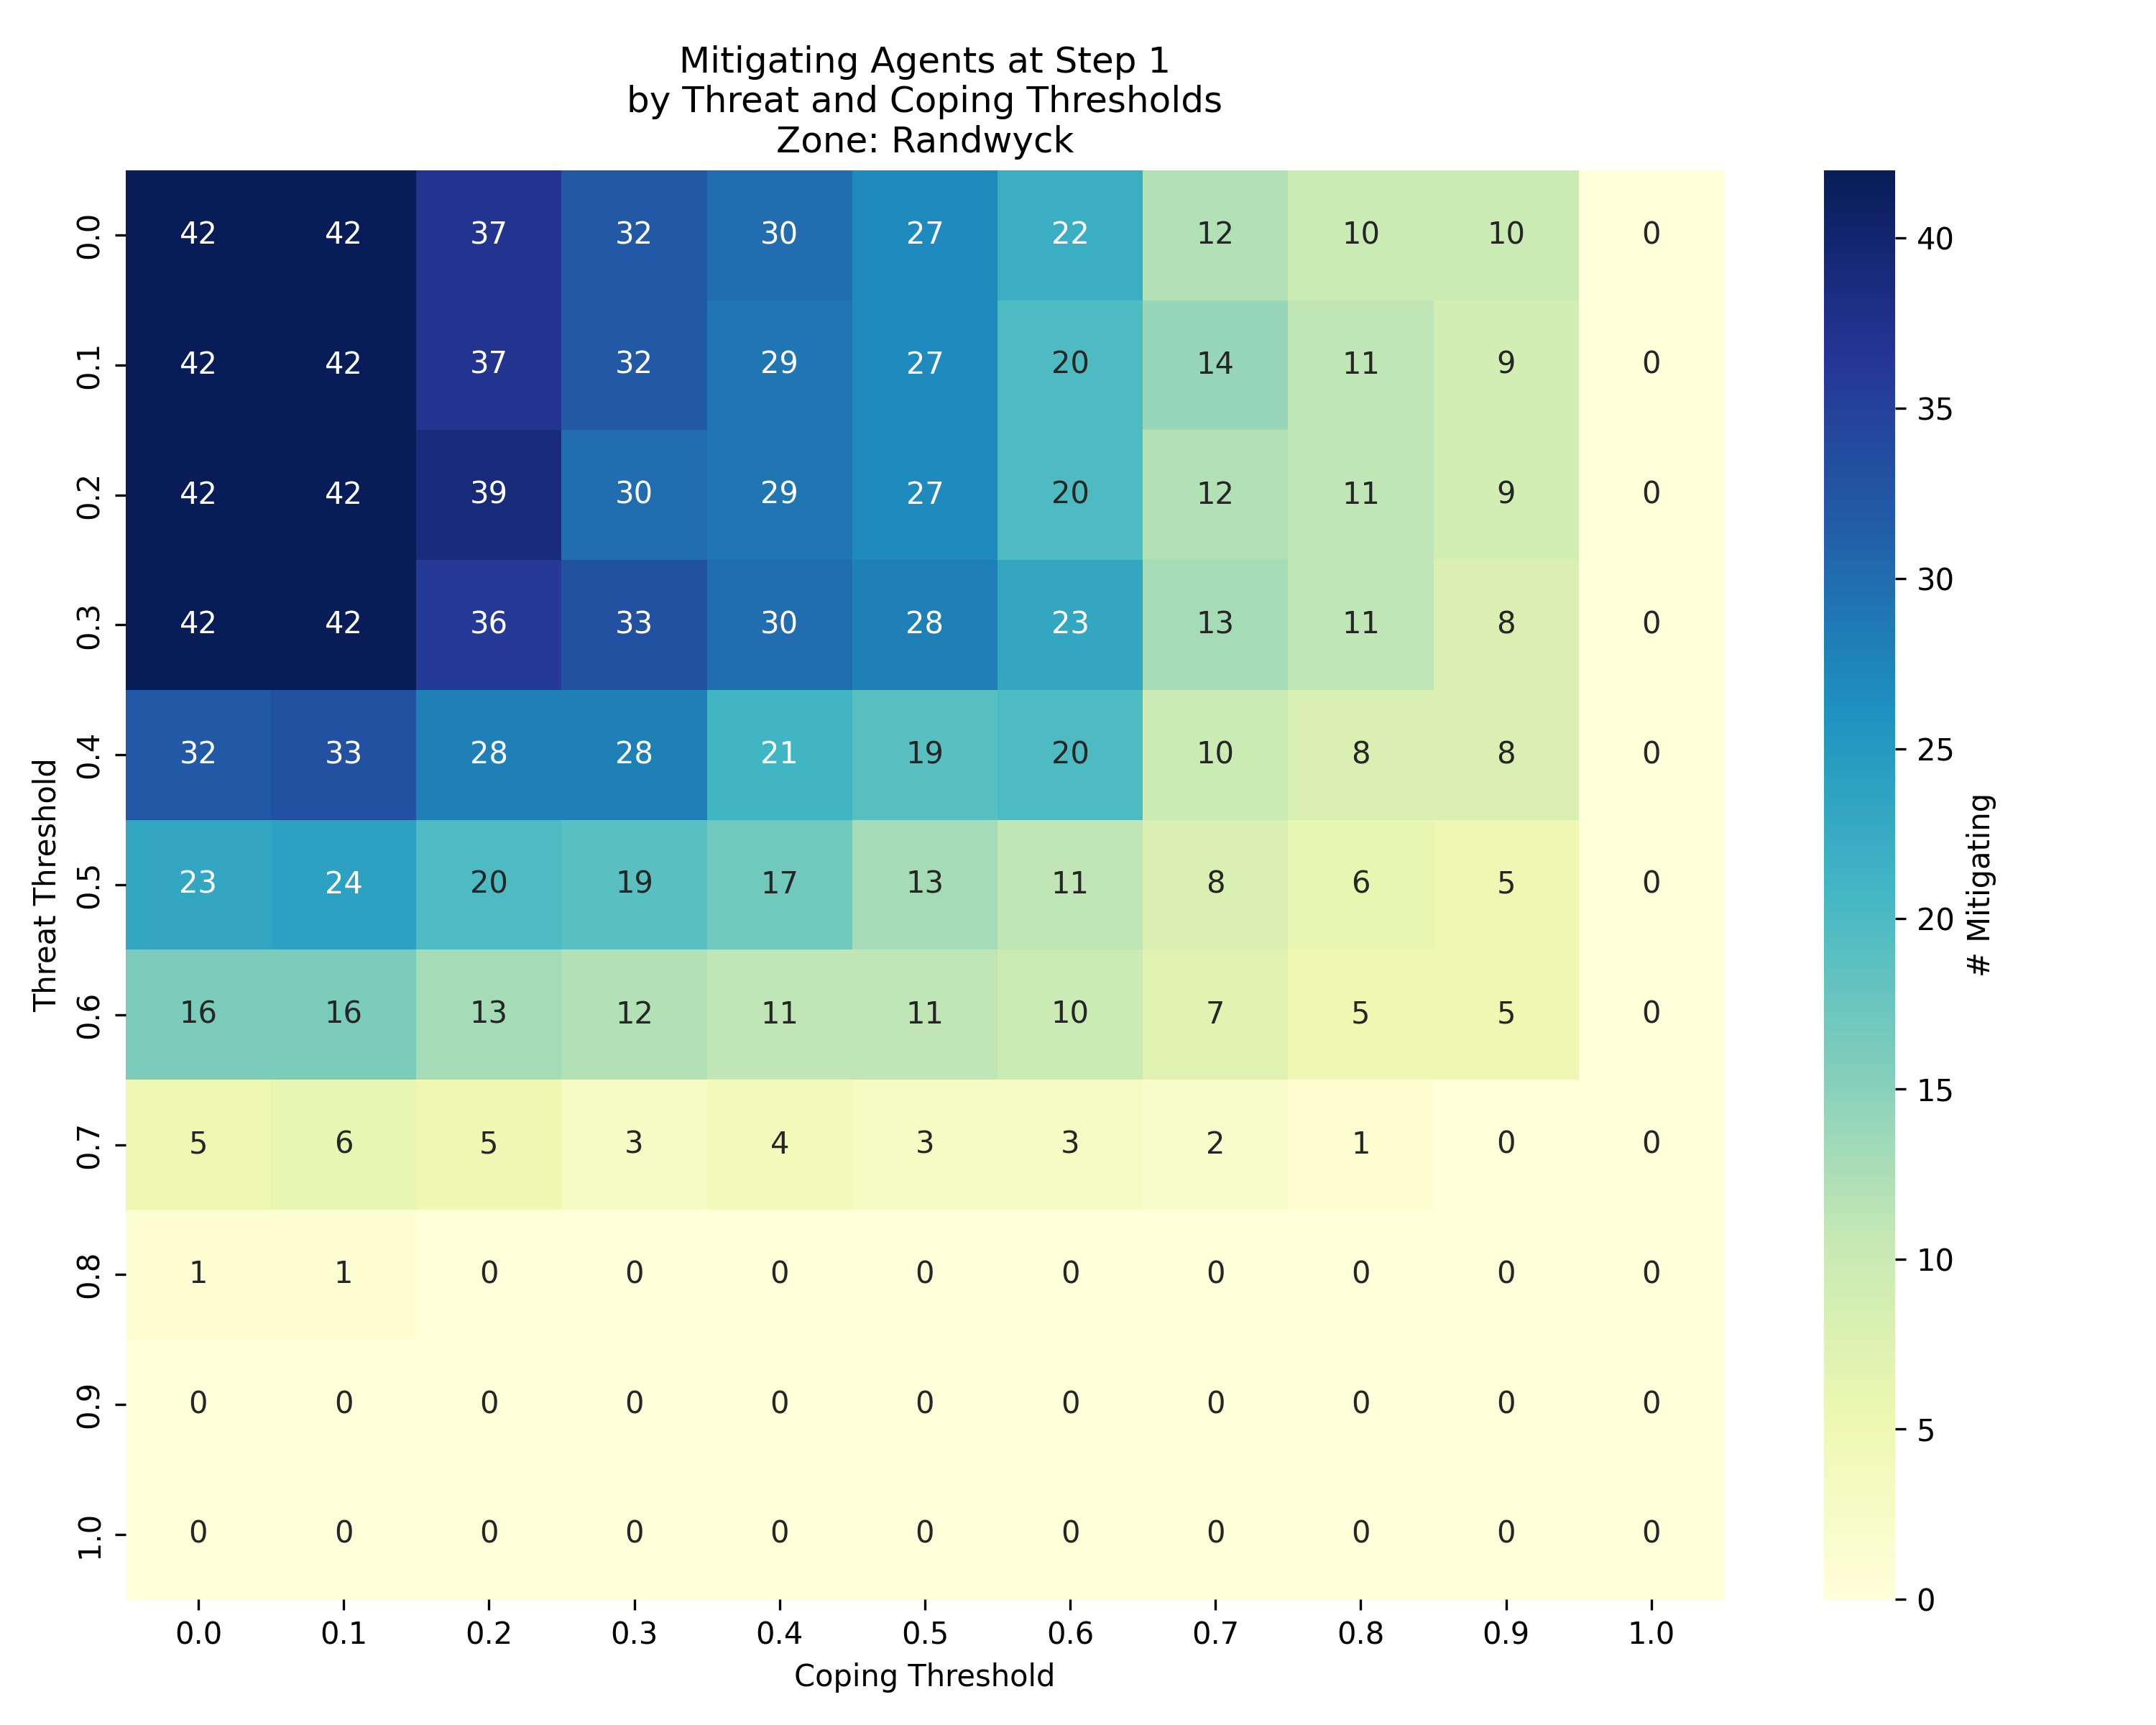 Mitigating Agents at Step 1
by Threat and Coping Thresholds
Zone: Randwyck
Threat Threshold
0.0 42 42 37 32 30 27 22 12 10 10 0
0.1 42 42 37 32 29 27 20 14 11 9 0
0.2 42 42 39 30 29 27 20 12 11 9 0
0.3 42 42 36 33 30 28 23 13 11 8 0
0.4 32 33 28 28 21 19 20 10 8 8 0
0.5 23 24 20 19 17 13 11 8 6 5 0
0.6 16 16 13 12 11 11 10 7 5 5 0
0.7 5 6 5 3 4 3 3 2 1 0 0
0.8 1 1 0 0 0 0 0 0 0 0 0
0.9 0 0 0 0 0 0 0 0 0 0 0
1.0 0 0 0 0 0 0 0 0 0 0 0
0.0 0.1 0.2 0.3 0.4 0.5 0.6 0.7 0.8 0.9 1.0
Coping Threshold
40
35
30
25
20
15
10
5
0
# Mitigating